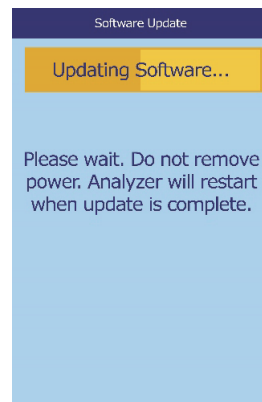 Software Update
Updating Software...
Please wait. Do not remove
power. Analyzer will restart
when update is complete.